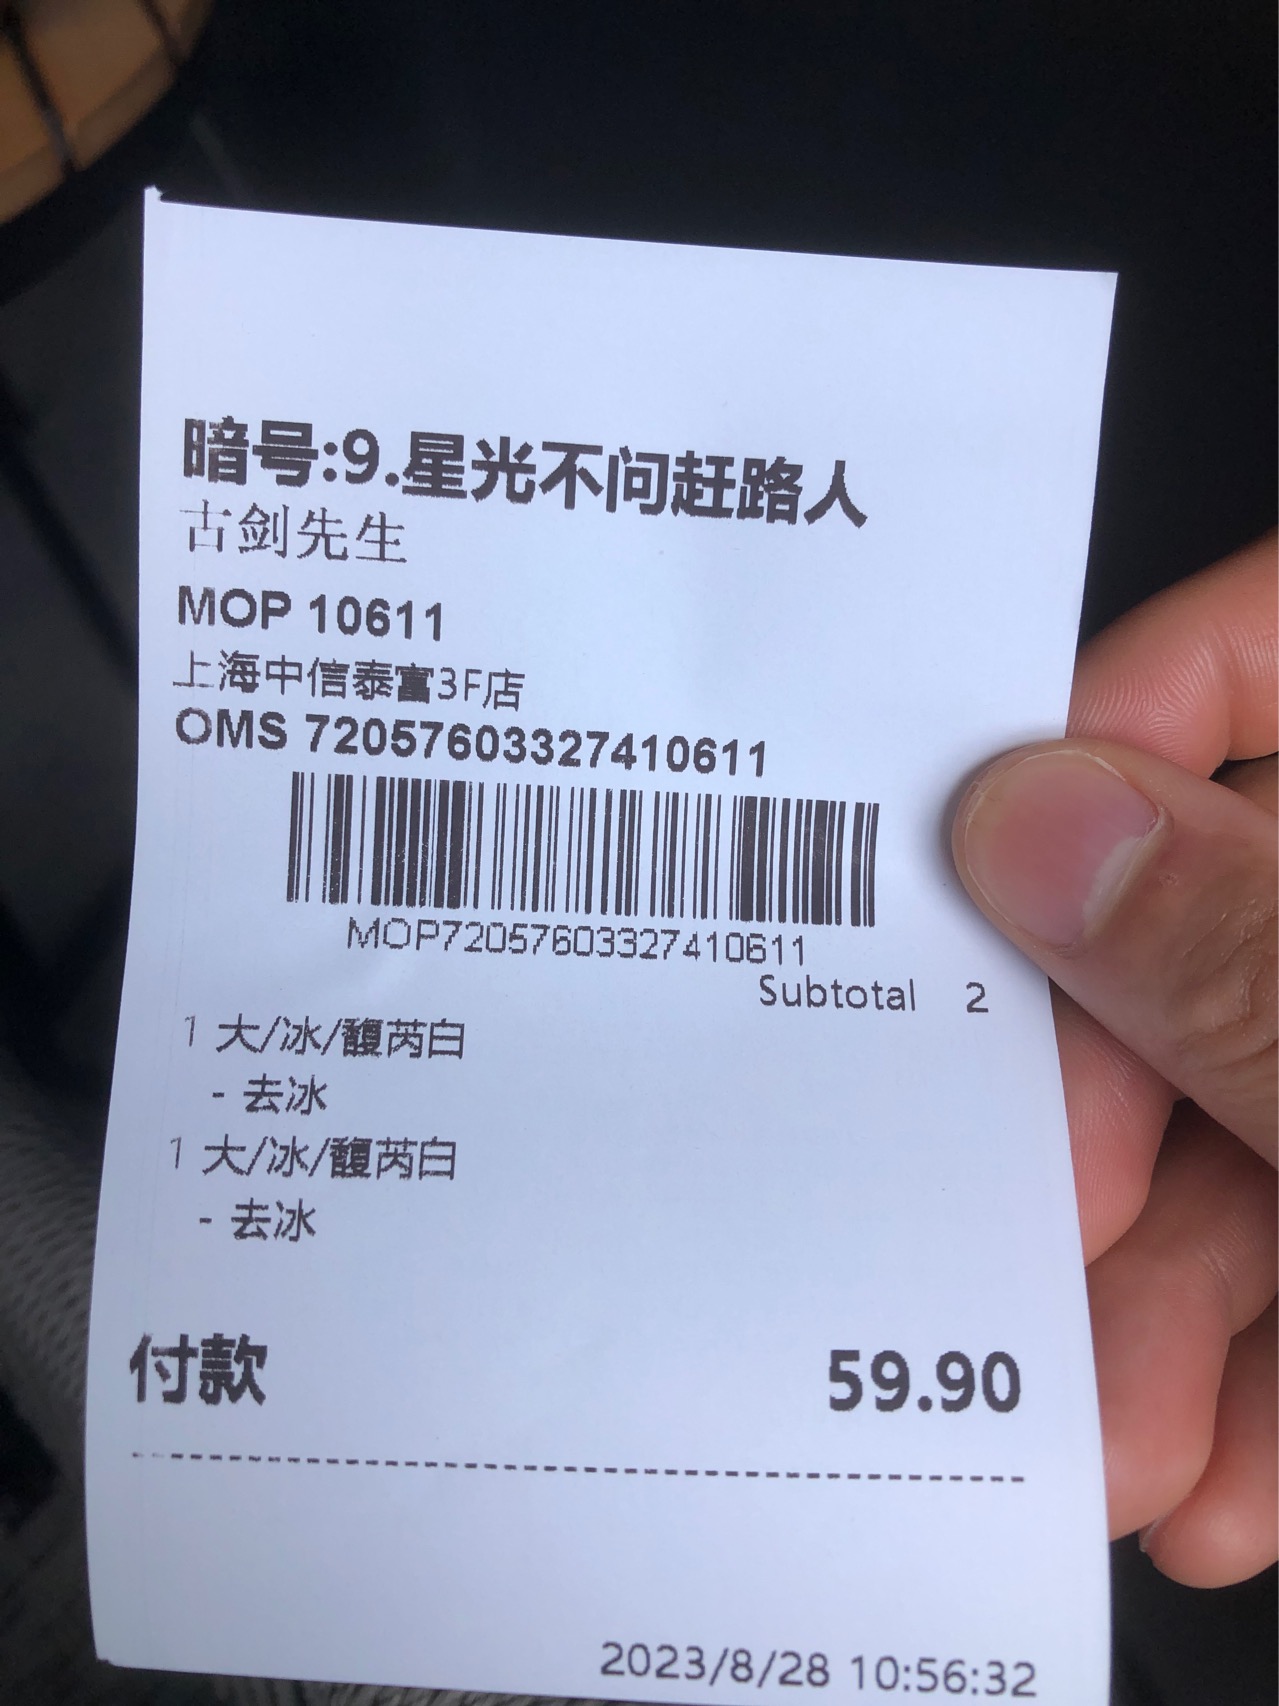 暗号:9.星光不问赶路人
古剑先生
MOP 10611
上海中信泰富3F店
OMS 72057603327410611
MOP72057603327410611
Subtotal 2
1 大/冰/馥芮白
- 去冰
1 大/冰/馥芮白
- 去冰
付款 59.90
2023/8/28 10:56:32